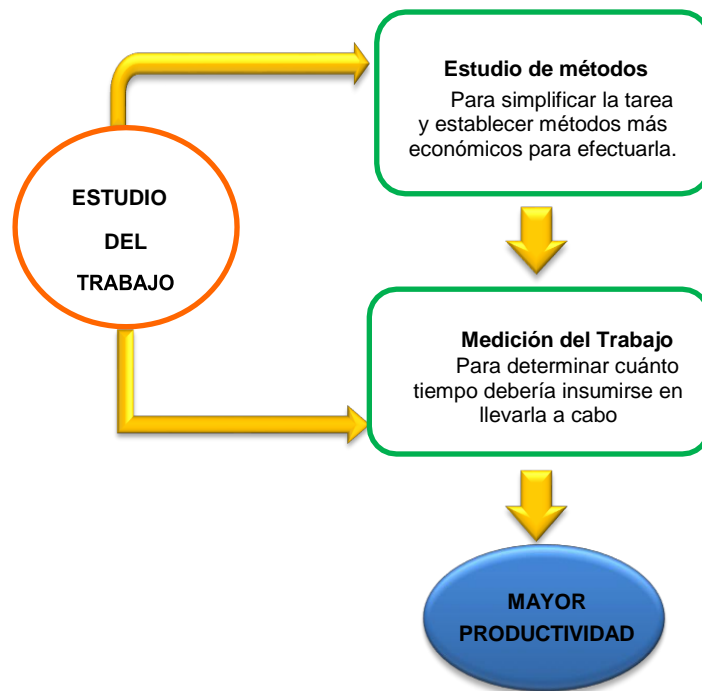 Estudio de métodos
Para simplificar la tarea
y establecer métodos más
económicos para efectuarla.
ESTUDIO
DEL
TRABAJO
Medición del Trabajo
Para determinar cuánto
tiempo debería insumirse en
llevarla a cabo
MAYOR
PRODUCTIVIDAD